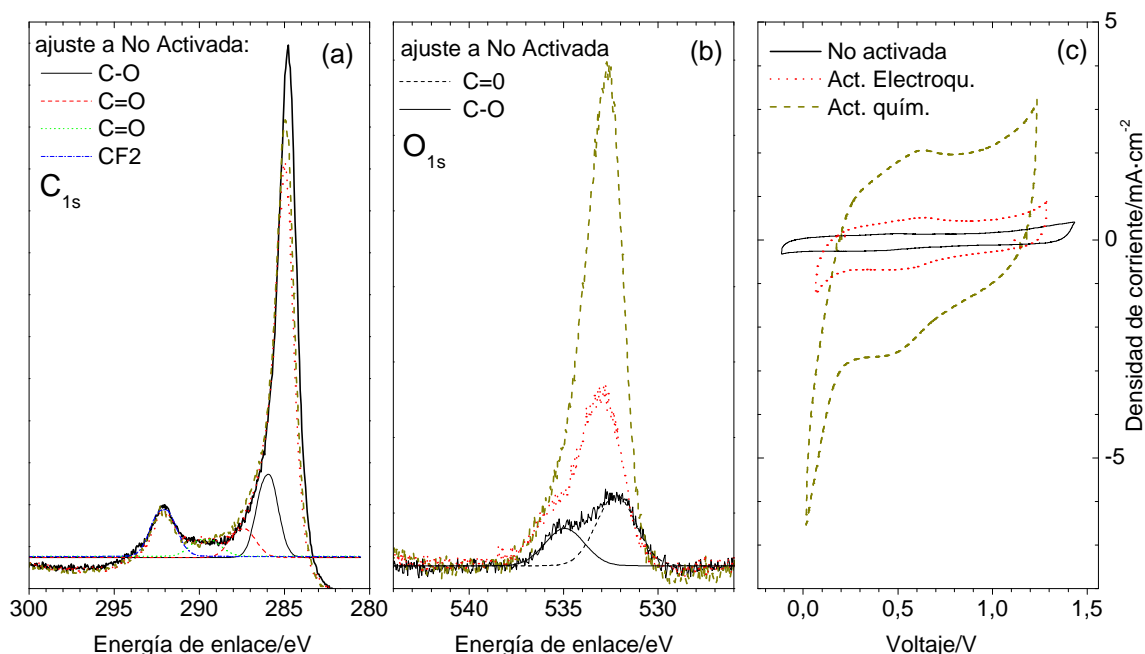 ajuste a No Activada:
(a)
C-O
C=O
C=O
CF2
C1s
300
295
290
285
280
Energía de enlace/eV
ajuste a No Activada
(b)
C=0
C-O
O1s
540
535
530
Energía de enlace/eV
No activada
(c)
Act. Electroqu.
Act. quím.
5
0
-5
Densidad de corriente/mA·cm-2
0,0
0,5
1,0
1,5
Voltaje/V